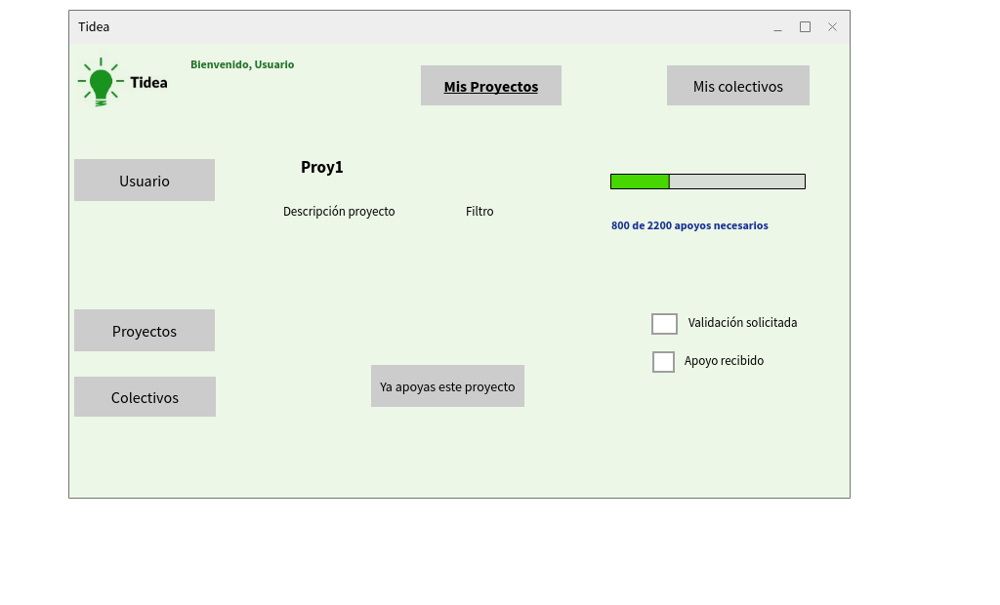 Tidea
Bienvenido, Usuario
Tidea
Mis Proyectos
Mis colectivos
Proy1
Usuario
Descripción proyecto
Filtro
800 de 2200 apoyos necesarios
Validación solicitada
Proyectos
Apoyo recibido
Ya apoyas este proyecto
Colectivos